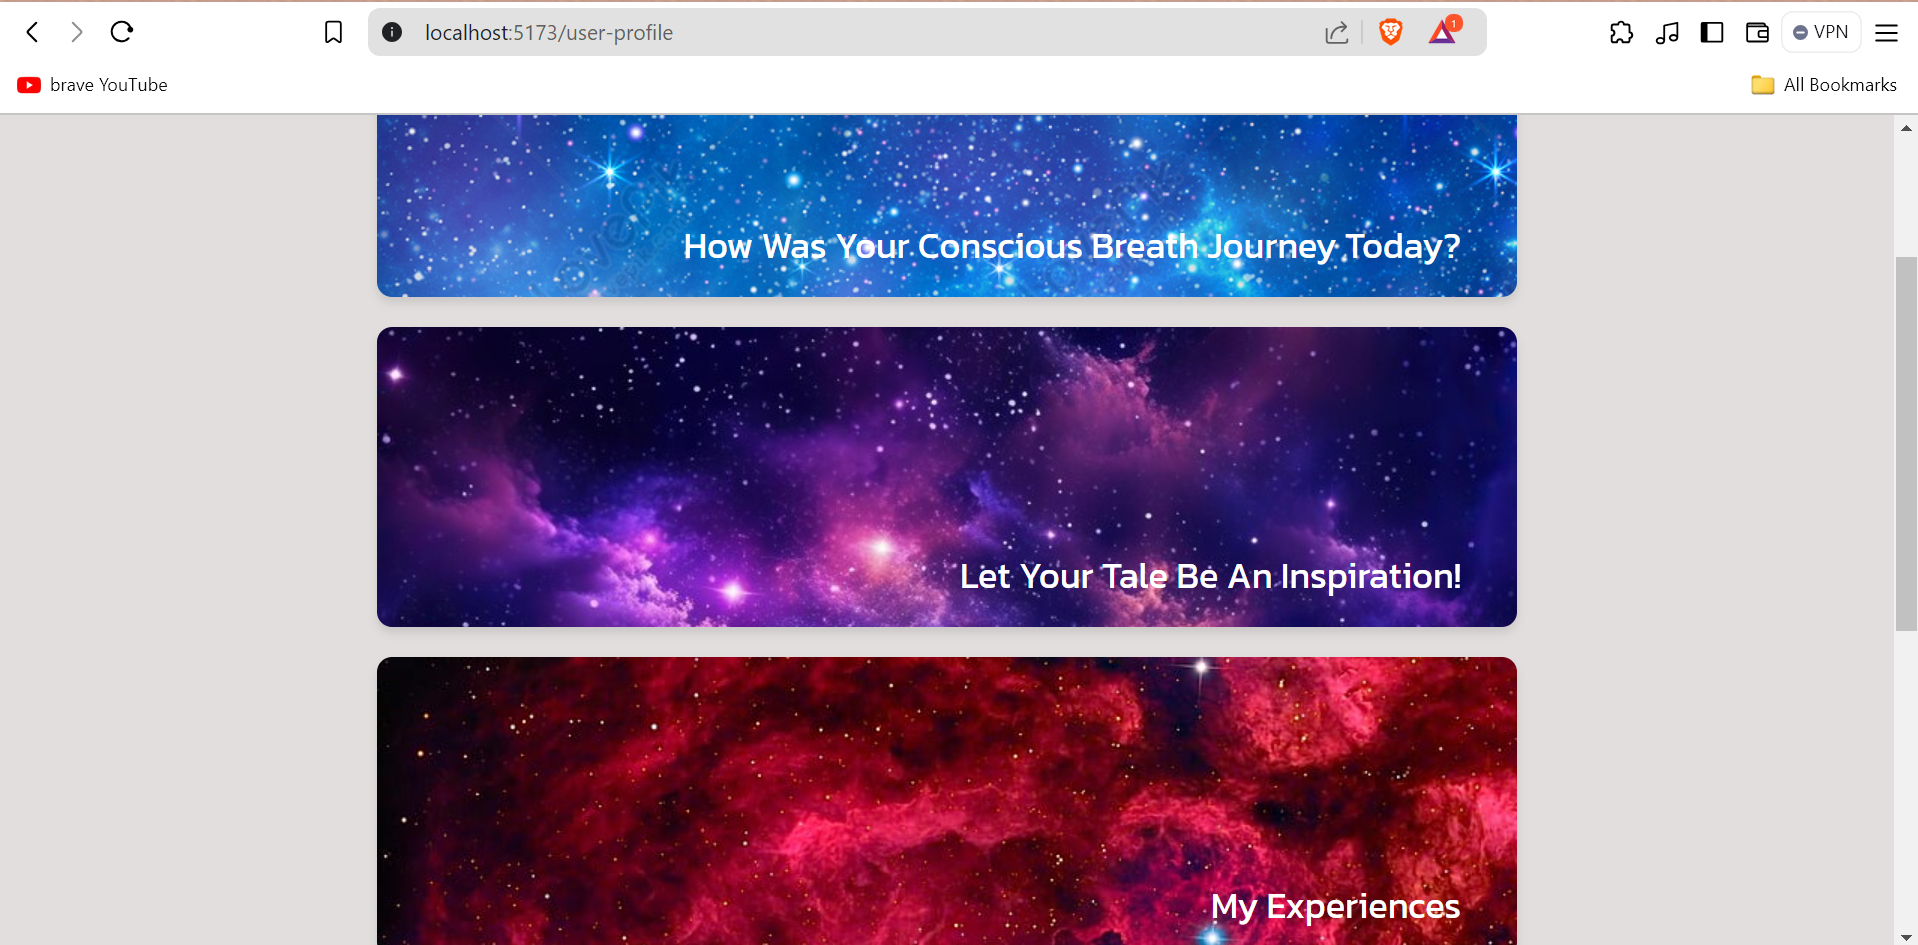 localhost:5173/user-profile
1
VPN
brave YouTube
All Bookmarks
How Was Your Conscious Breath Journey Today?
Let Your Tale Be An Inspiration!
My Experiences